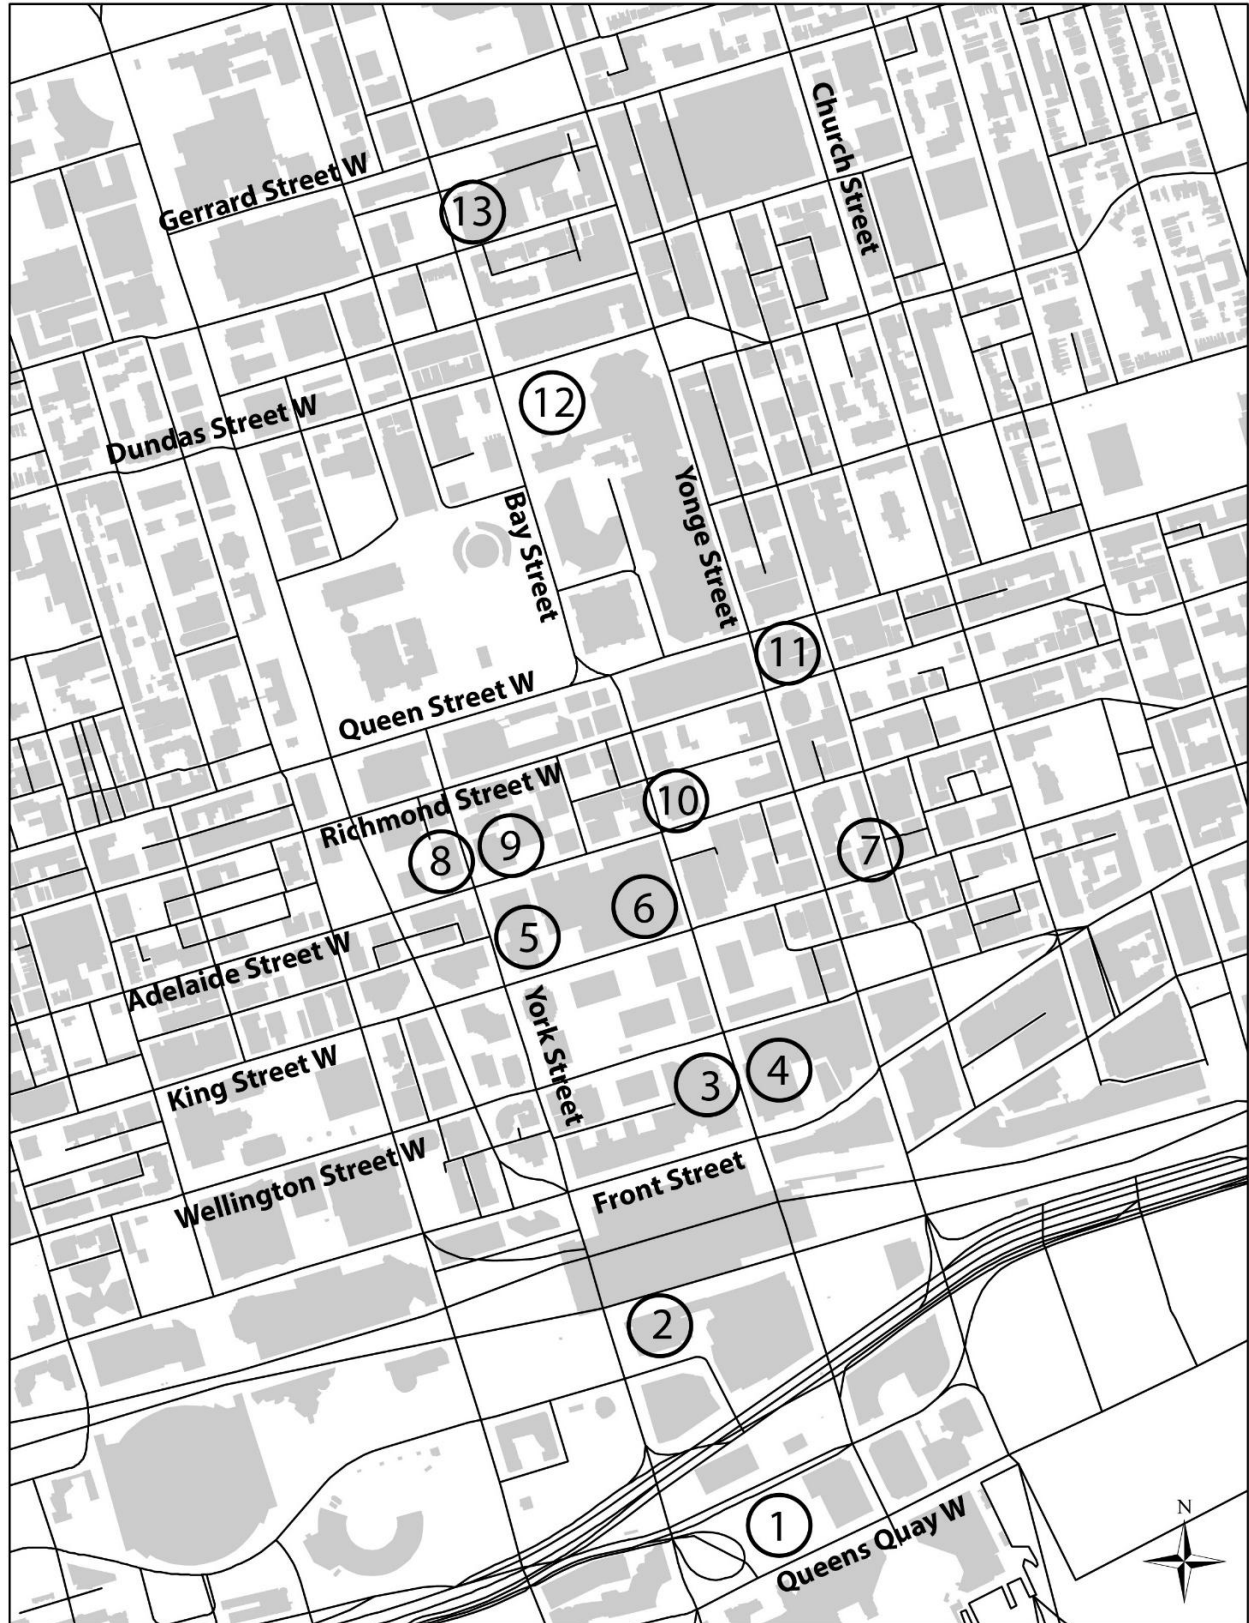 Church Street
Gerrard Street W
13
Dundas Street W
12
Bay Street
Yonge Street
11
Queen Street W
Richmond Street W
10
8
9
7
6
5
Adelaide Street W
York Street
King Street W
3
4
Wellington Street W
Front Street
2
1
Queens Quay W
N